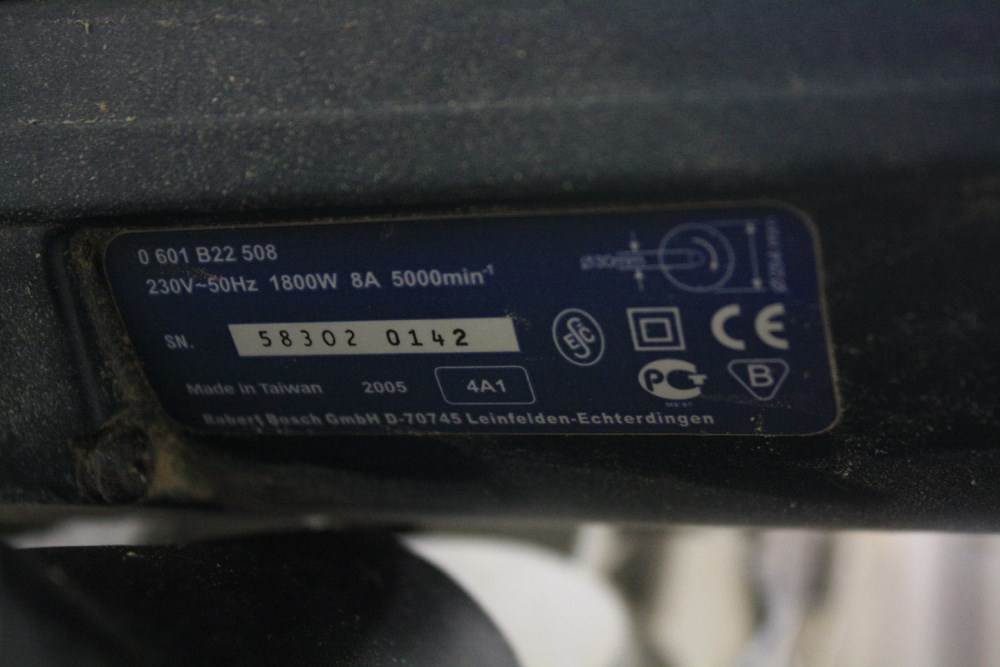 0 601 B22 508
230V~50Hz 1800W 8A 5000min⁻¹
SN. 58302 0142
Made in Taiwan 2005 4A1
Robert Bosch GmbH D-70745 Leinfelden-Echterdingen
CE
B